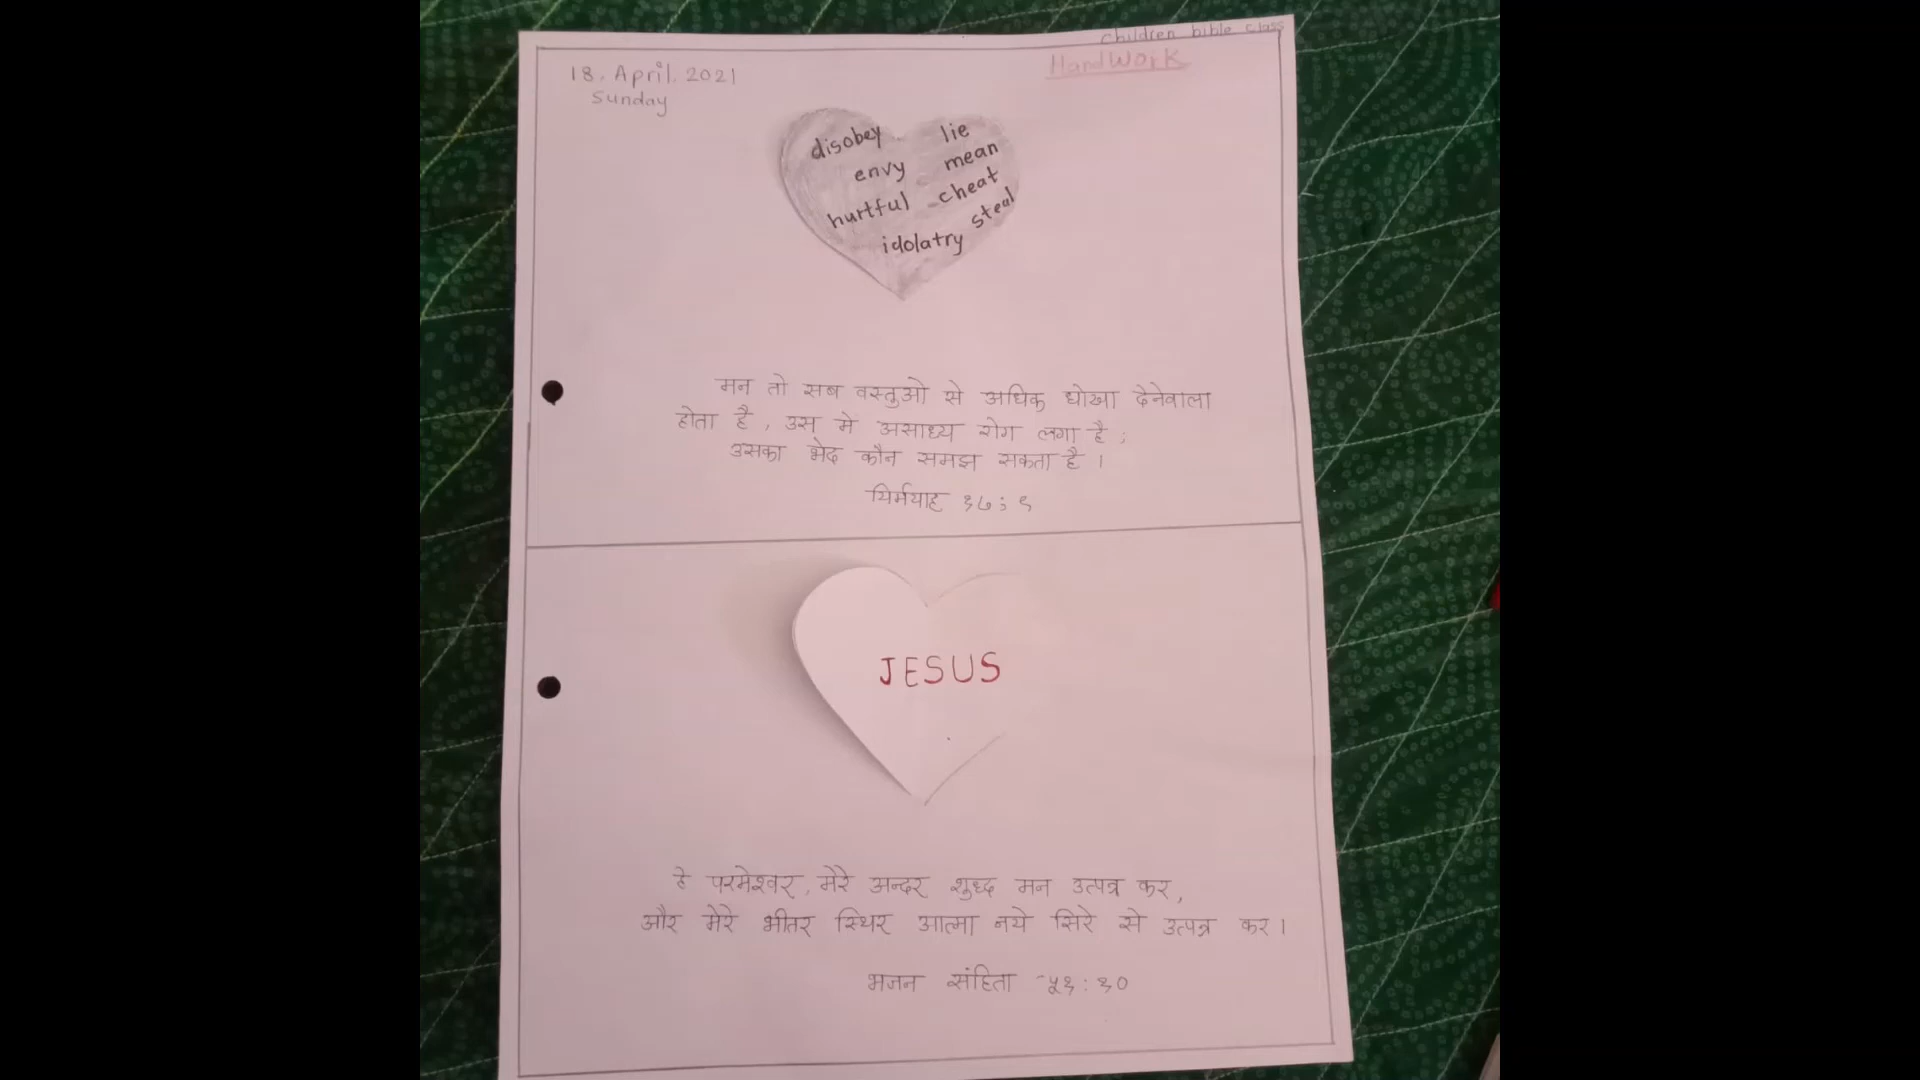 children bible class
HandWork
18. April. 2021
Sunday
disobey lie
envy mean
hurtful cheat
idolatry steal
मन तो सब वस्तुओ से अधिक धोखा देनेवाला
होता है, उस मे असाध्य रोग लगा है;
उसका भेद कौन समझ सकता है।
यिर्मयाह १७: ९
JESUS
हे परमेश्वर, मेरे अन्दर शुध्द मन उत्पन्न कर,
और मेरे भीतर स्थिर आत्मा नये सिरे से उत्पन्न कर।
भजन संहिता -५१:१०